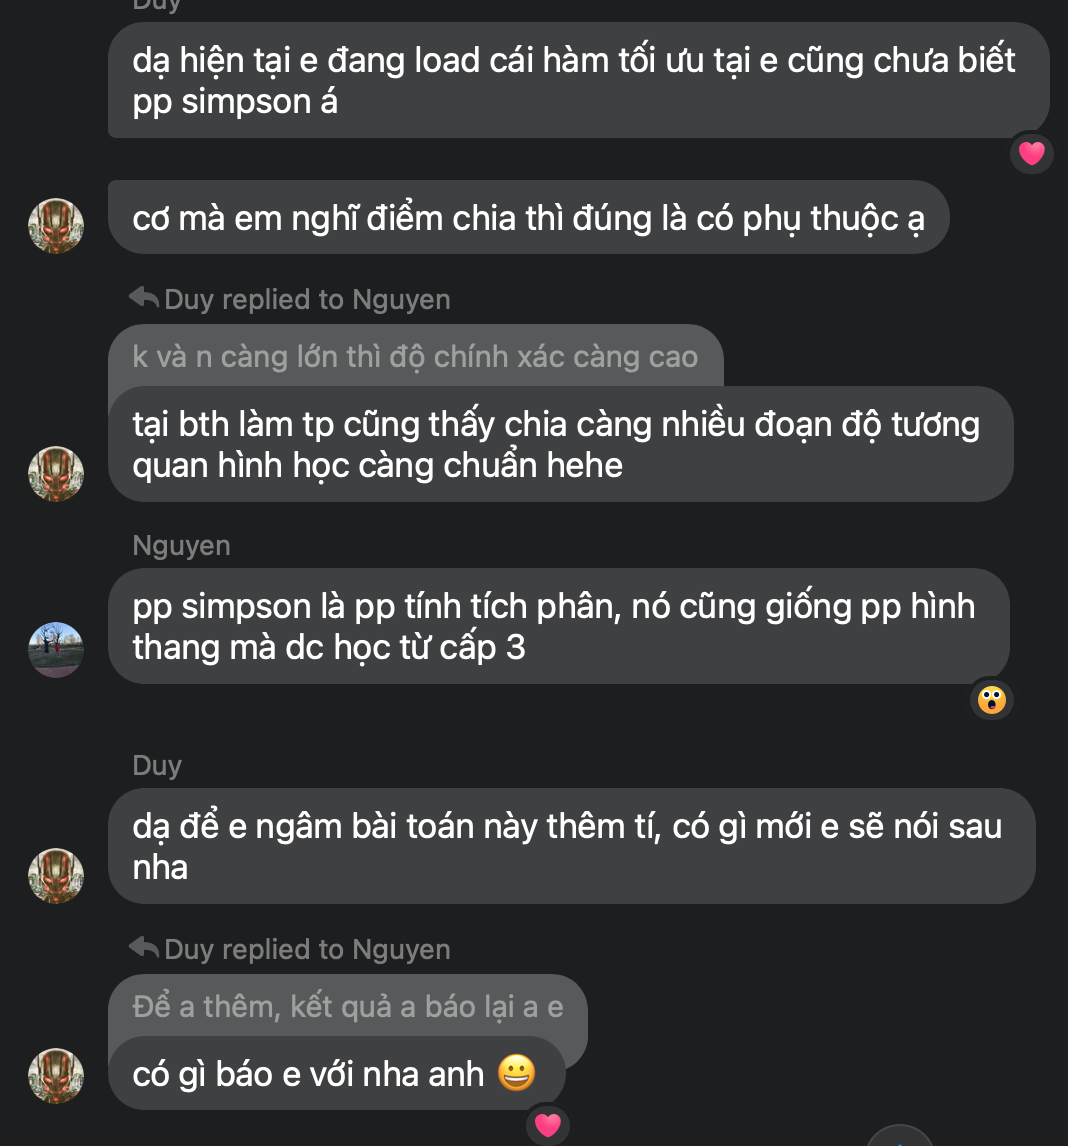 Duy
dạ hiện tại e đang load cái hàm tối ưu tại e cũng chưa biết
pp simpson á
cơ mà em nghĩ điểm chia thì đúng là có phụ thuộc ạ
Duy replied to Nguyen
k và n càng lớn thì độ chính xác càng cao
tại bth làm tp cũng thấy chia càng nhiều đoạn độ tương
quan hình học càng chuẩn hehe
Nguyen
pp simpson là pp tính tích phân, nó cũng giống pp hình
thang mà dc học từ cấp 3
Duy
dạ để e ngâm bài toán này thêm tí, có gì mới e sẽ nói sau
nha
Duy replied to Nguyen
Để a thêm, kết quả a báo lại a e
có gì báo e với nha anh 😀